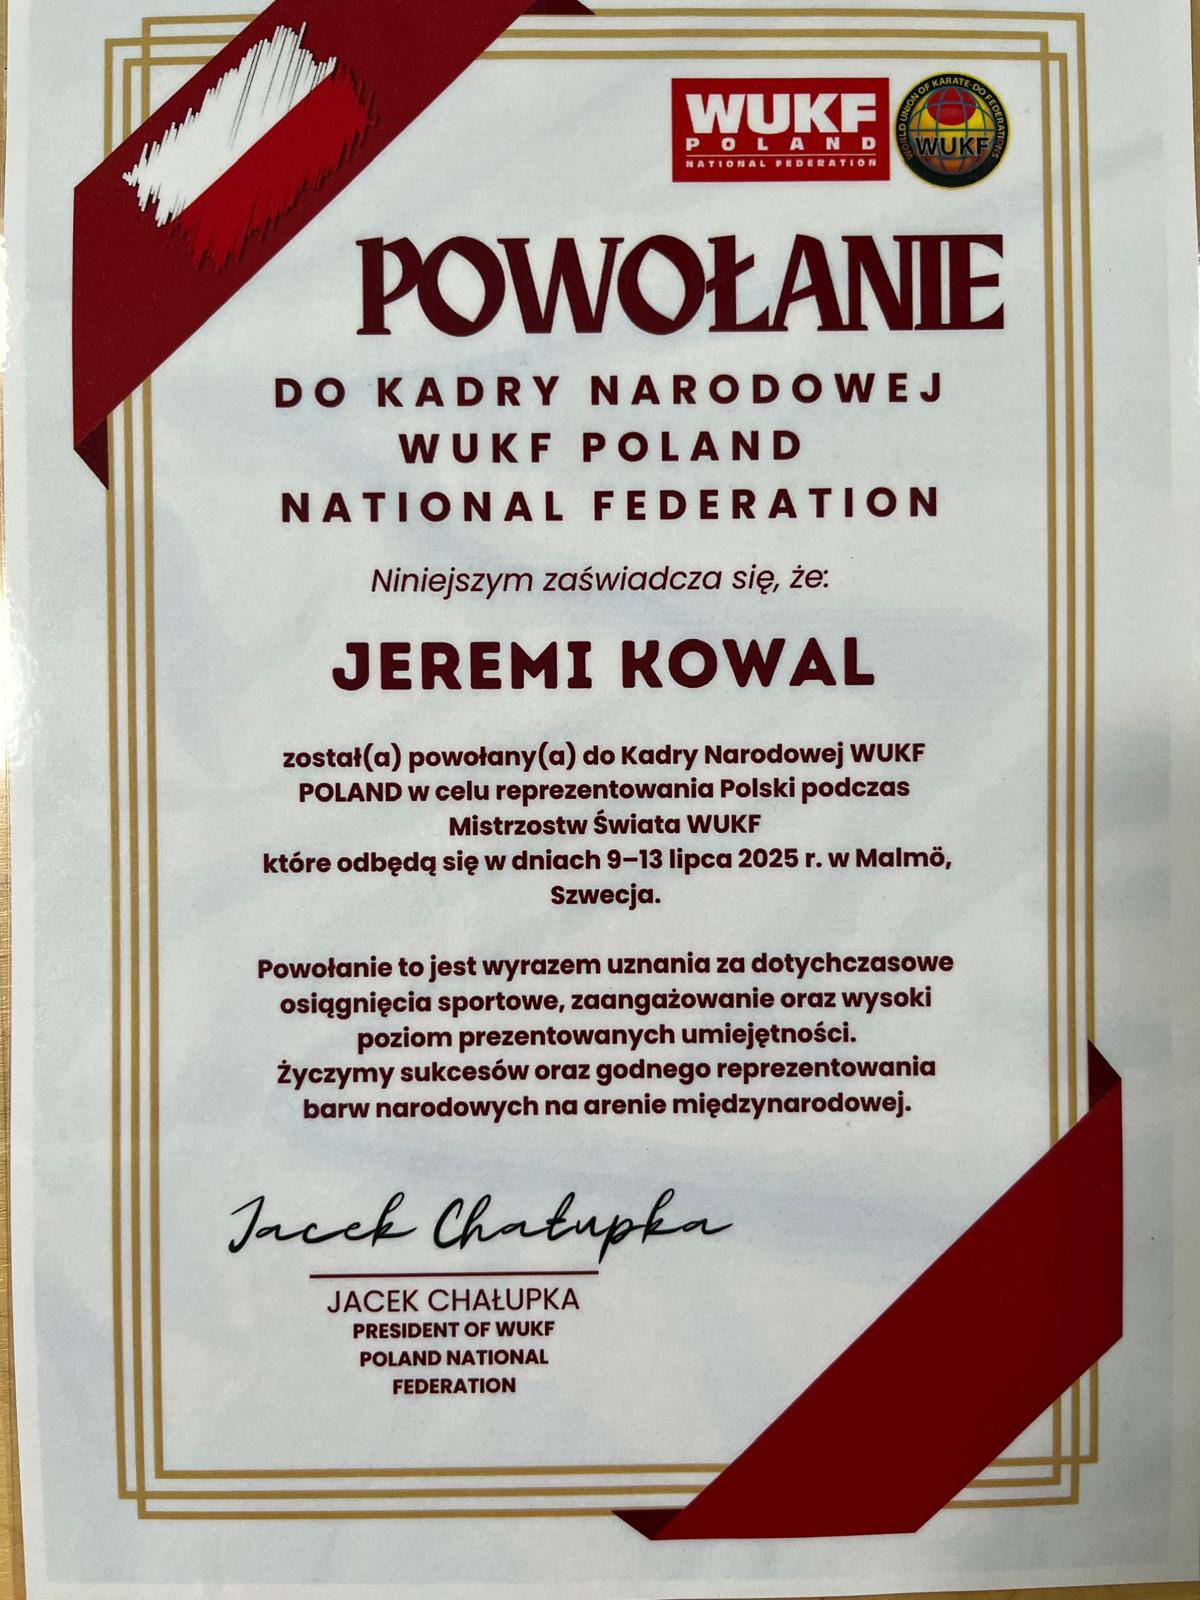 WUKF
POLAND
NATIONAL FEDERATION
WORLD UNION OF KARATE-DO FEDERATIONS
WUKF
POWOŁANIE
DO KADRY NARODOWEJ
WUKF POLAND
NATIONAL FEDERATION
Niniejszym zaświadcza się, że:
JEREMI KOWAL
został(a) powołany(a) do Kadry Narodowej WUKF
POLAND w celu reprezentowania Polski podczas
Mistrzostw Świata WUKF
które odbędą się w dniach 9–13 lipca 2025 r. w Malmö,
Szwecja.
Powołanie to jest wyrazem uznania za dotychczasowe
osiągnięcia sportowe, zaangażowanie oraz wysoki
poziom prezentowanych umiejętności.
Życzymy sukcesów oraz godnego reprezentowania
barw narodowych na arenie międzynarodowej.
Jacek Chałupka
JACEK CHAŁUPKA
PRESIDENT OF WUKF
POLAND NATIONAL
FEDERATION